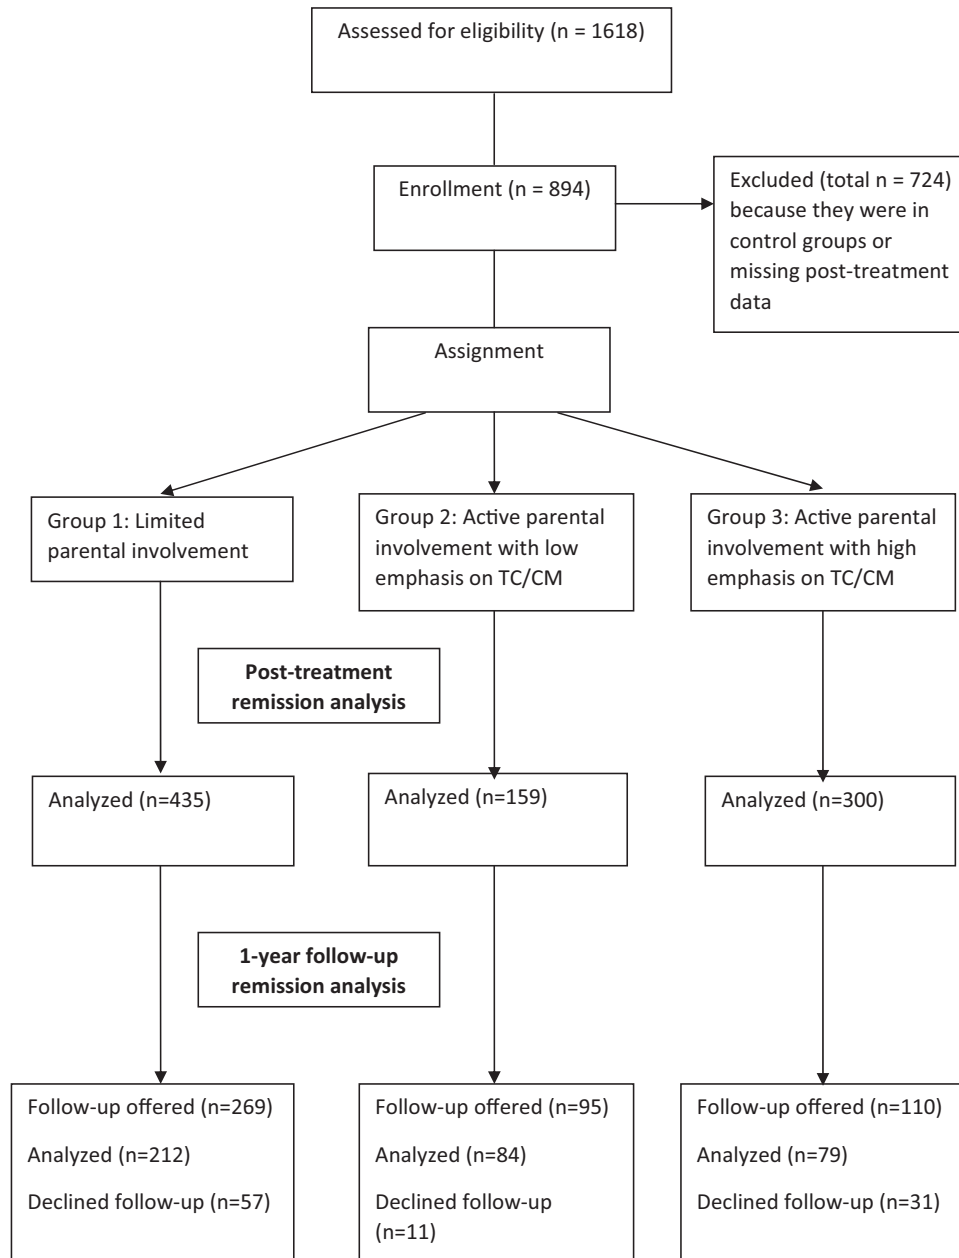 Assessed for eligibility (n = 1618)
Enrollment (n = 894)
Excluded (total n = 724)
because they were in
control groups or
missing post-treatment
data
Assignment
Group 1: Limited
parental involvement
Group 2: Active parental
involvement with low
emphasis on TC/CM
Group 3: Active parental
involvement with high
emphasis on TC/CM
Post-treatment
remission analysis
Analyzed (n=435)
Analyzed (n=159)
Analyzed (n=300)
1-year follow-up
remission analysis
Follow-up offered (n=269)
Analyzed (n=212)
Declined follow-up (n=57)
Follow-up offered (n=95)
Analyzed (n=84)
Declined follow-up
(n=11)
Follow-up offered (n=110)
Analyzed (n=79)
Declined follow-up (n=31)